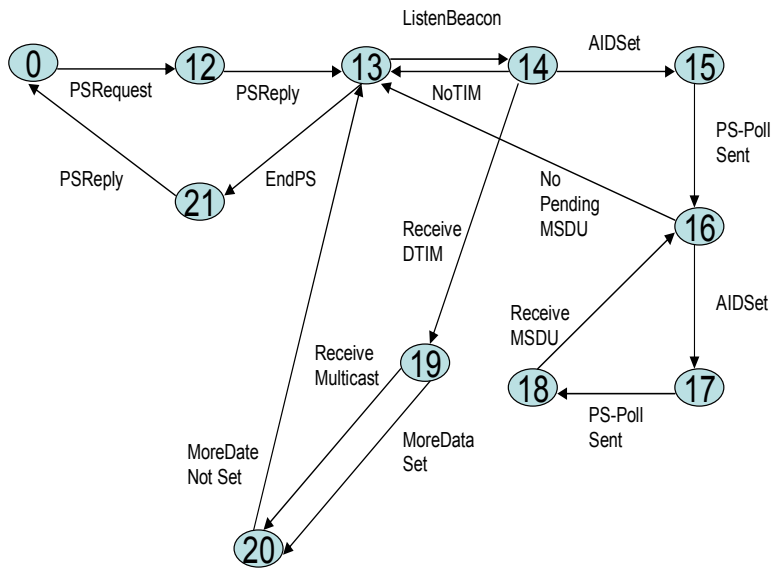 ListenBeacon
0
12
13
14
AIDSet
15
PSRequest
PSReply
NoTIM
PS-Poll
Sent
PSReply
EndPS
21
No
Pending
MSDU
16
Receive
DTIM
AIDSet
Receive
MSDU
Receive
Multicast
19
18
17
PS-Poll
Sent
MoreDate
Not Set
MoreData
Set
20